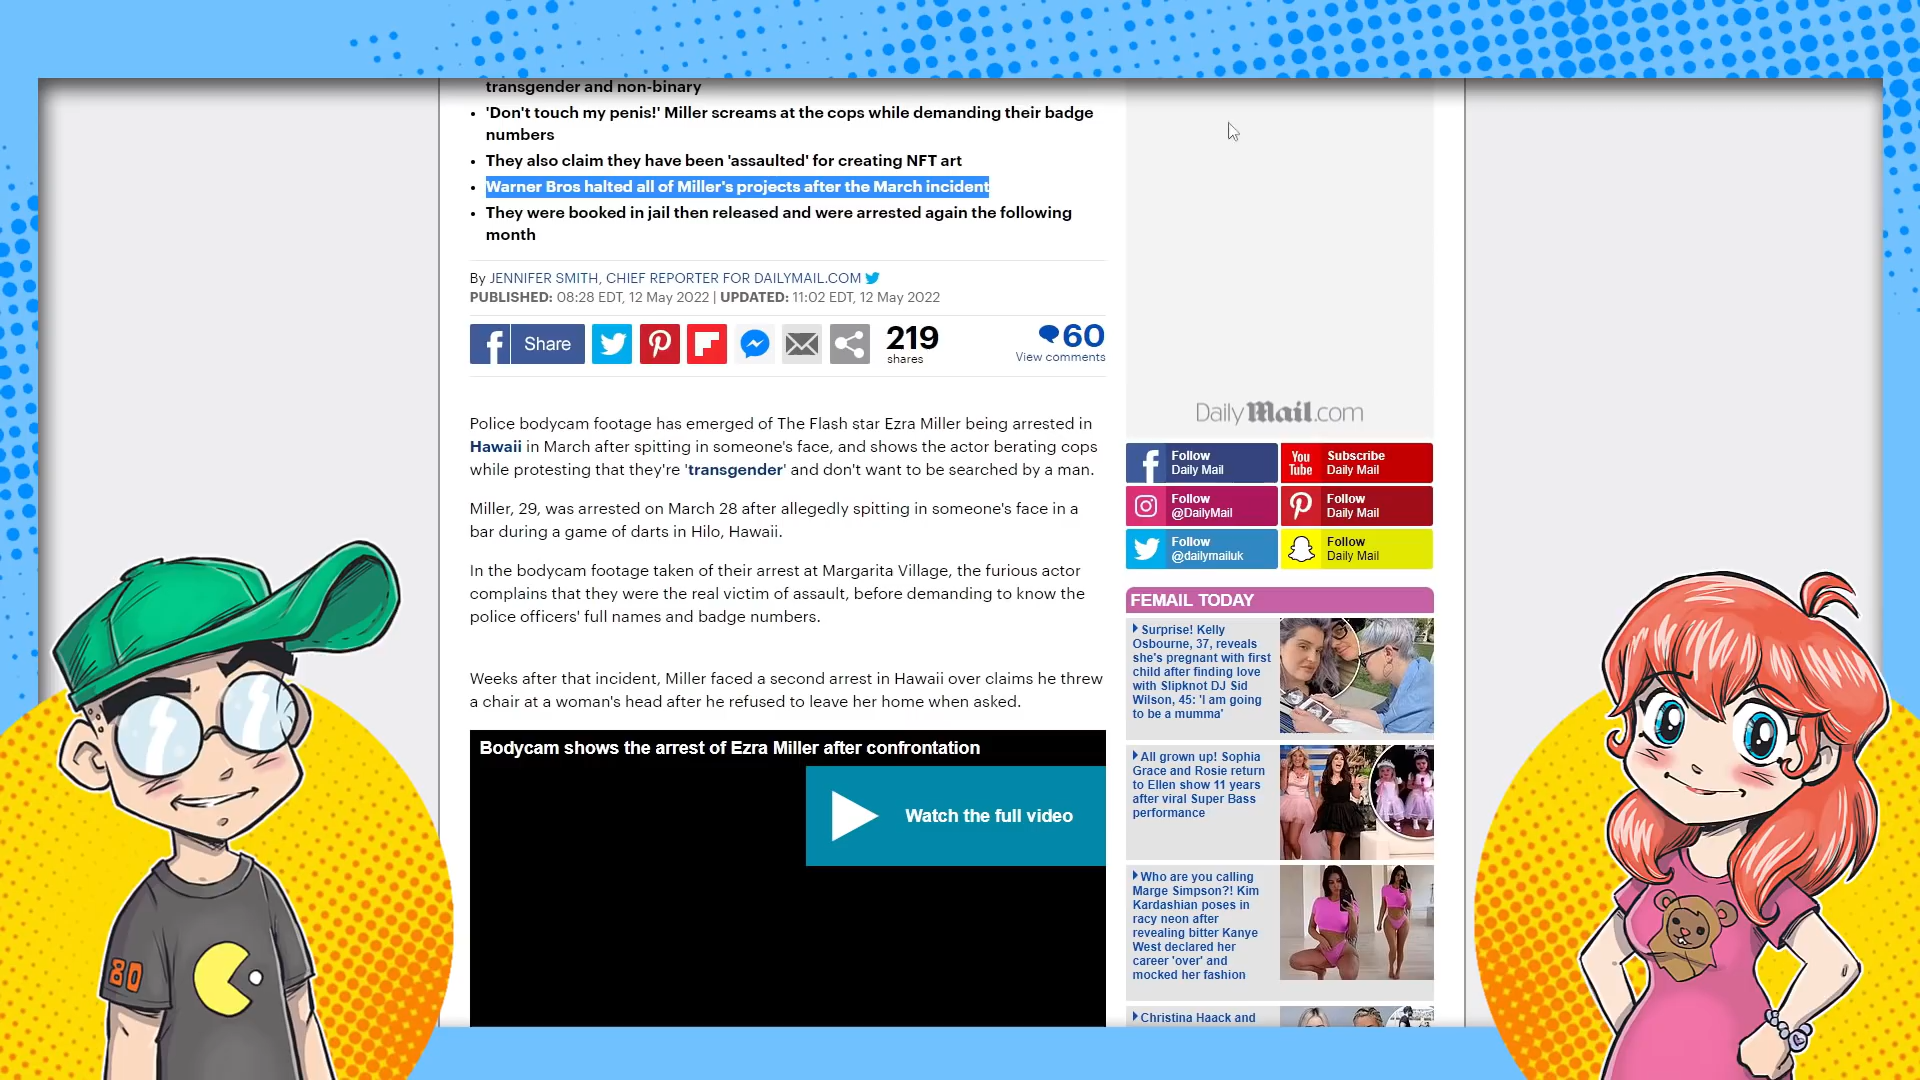 transgender and non-binary
'Don't touch my penis!' Miller screams at the cops while demanding their badge
numbers
They also claim they have been 'assaulted' for creating NFT art
Warner Bros halted all of Miller's projects after the March incident
They were booked in jail then released and were arrested again the following
month
By JENNIFER SMITH, CHIEF REPORTER FOR DAILYMAIL.COM
PUBLISHED: 08:28 EDT, 12 May 2022 | UPDATED: 11:02 EDT, 12 May 2022
Share
219
shares
60
View comments
Police bodycam footage has emerged of The Flash star Ezra Miller being arrested in
Hawaii in March after spitting in someone's face, and shows the actor berating cops
while protesting that they're 'transgender' and don't want to be searched by a man.
Miller, 29, was arrested on March 28 after allegedly spitting in someone's face in a
bar during a game of darts in Hilo, Hawaii.
In the bodycam footage taken of their arrest at Margarita Village, the furious actor
complains that they were the real victim of assault, before demanding to know the
police officers' full names and badge numbers.
Weeks after that incident, Miller faced a second arrest in Hawaii over claims he threw
a chair at a woman's head after he refused to leave her home when asked.
Bodycam shows the arrest of Ezra Miller after confrontation
Watch the full video
DailyMail.com
Follow
Daily Mail
You
Tube
Subscribe
Daily Mail
Follow
@DailyMail
Follow
Daily Mail
Follow
@dailymailuk
Follow
Daily Mail
FEMAIL TODAY
Surprise! Kelly
Osbourne, 37, reveals
she's pregnant with first
child after finding love
with Slipknot DJ Sid
Wilson, 45: 'I am going
to be a mumma'
All grown up! Sophia
Grace and Rosie return
to Ellen show 11 years
after viral Super Bass
performance
Who are you calling
Marge Simpson?! Kim
Kardashian poses in
racy neon after
revealing bitter Kanye
West declared her
career 'over' and
mocked her fashion
Christina Haack and
80